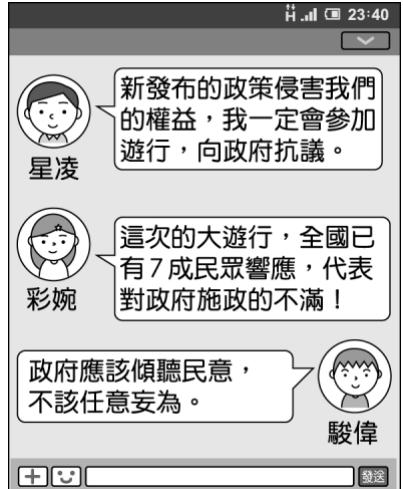 H 23:40
新發布的政策侵害我們
的權益，我一定會參加
遊行，向政府抗議。
星凌
這次的大遊行，全國已
有7成民眾響應，代表
對政府施政的不滿！
彩婉
政府應該傾聽民意，
不該任意妄為。
駿偉
發送